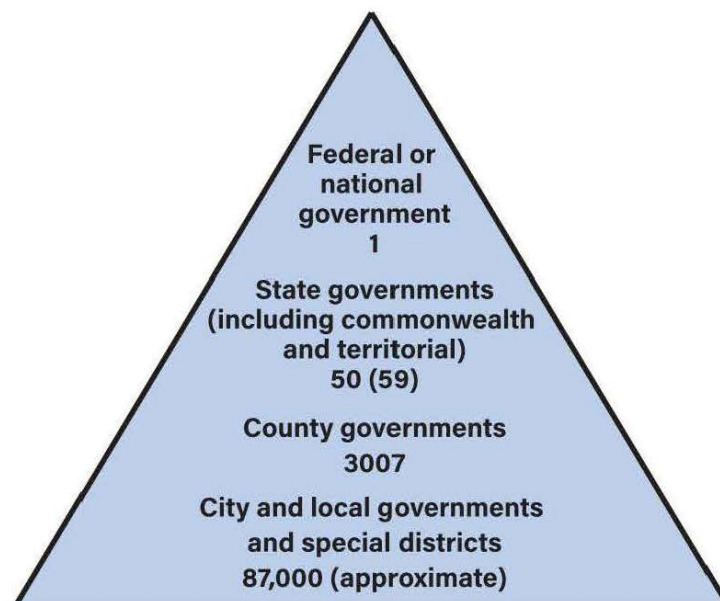 Federal or
national
government
1
State governments
(including commonwealth
and territorial)
50 (59)
County governments
3007
City and local governments
and special districts
87,000 (approximate)